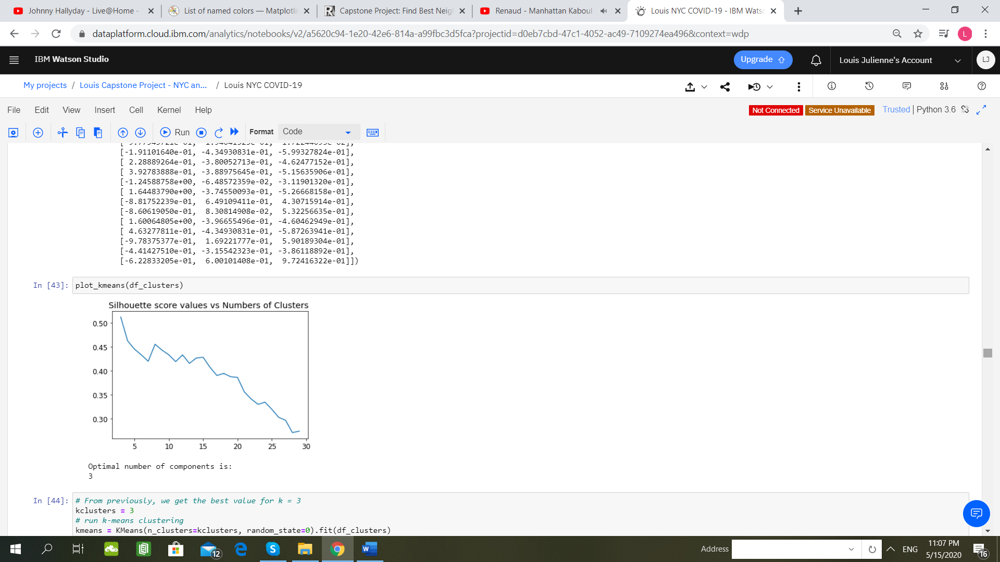 Johnny Hallyday - Live@Home -
List of named colors — Matplotli
Capstone Project: Find Best Neig
Renaud - Manhattan Kaboul
Louis NYC COVID-19 - IBM Wats
dataplatform.cloud.ibm.com/analytics/notebooks/v2/a5620c94-1e20-42e6-814a-a99fbc3d5fca?projectid=d0eb7cbd-47c1-4052-ac49-7109274ea496&context=wdp
L
IBM Watson Studio
Upgrade
Louis Julienne's Account
LJ
My projects / Louis Capstone Project - NYC an... / Louis NYC COVID-19
File Edit View Insert Cell Kernel Help
Not Connected Service Unavailable Trusted | Python 3.6
Run Format Code
[-1.91101640e-01, -4.34930831e-01, -5.99327824e-01],
[ 2.28889264e-01, -3.80052713e-01, -4.62477152e-01],
[ 3.92783888e-01, -3.88975645e-01, -5.15635906e-01],
[-1.24588758e+00, -6.48572359e-02, -3.11901320e-01],
[ 1.64483790e+00, -3.74550093e-01, -5.26668158e-01],
[-8.81752239e-01, 6.49109411e-01, 4.30715914e-01],
[-8.60619050e-01, 8.30814908e-02, 5.32256635e-01],
[ 1.60064805e+00, -3.96655496e-01, -4.60462949e-01],
[ 4.63277811e-01, -4.34930831e-01, -5.87263941e-01],
[-9.78375377e-01, 1.69221777e-01, 5.90189304e-01],
[-4.41427510e-01, -3.15542323e-01, -3.86118892e-01],
[-6.22833205e-01, 6.00101408e-01, 9.72416322e-01]])
In [43]: plot_kmeans(df_clusters)
Silhouette score values vs Numbers of Clusters
0.50
0.45
0.40
0.35
0.30
5 10 15 20 25 30
Optimal number of components is:
3
In [44]: # From previously, we get the best value for k = 3
kclusters = 3
# run k-means clustering
kmeans = KMeans(n_clusters=kclusters, random_state=0).fit(df_clusters)
12
Address
ENG
11:07 PM
5/15/2020
16